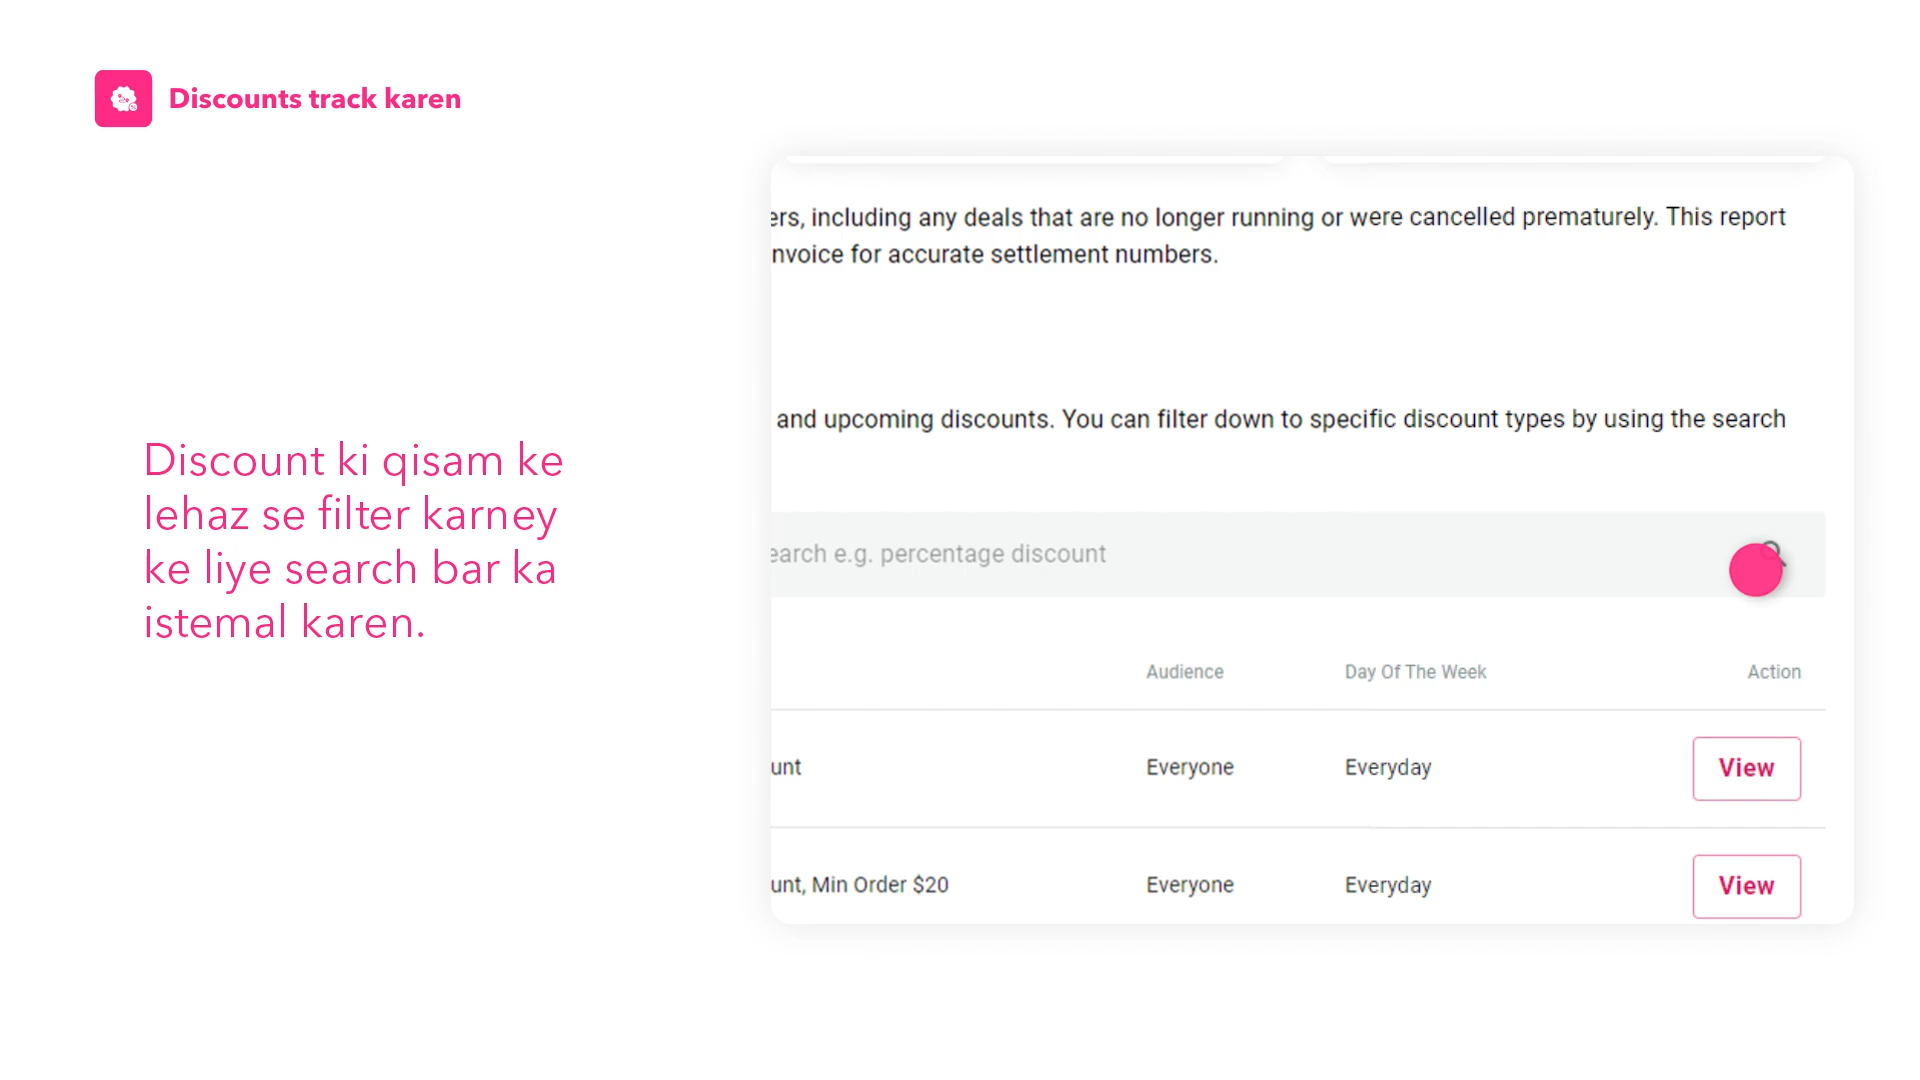 Discounts track karen
Discount ki qisam ke
lehaz se filter karney
ke liye search bar ka
istemal karen.
ers, including any deals that are no longer running or were cancelled prematurely. This report
nvoice for accurate settlement numbers.
and upcoming discounts. You can filter down to specific discount types by using the search
earch e.g. percentage discount
Audience Day Of The Week Action
unt Everyone Everyday View
unt, Min Order $20 Everyone Everyday View